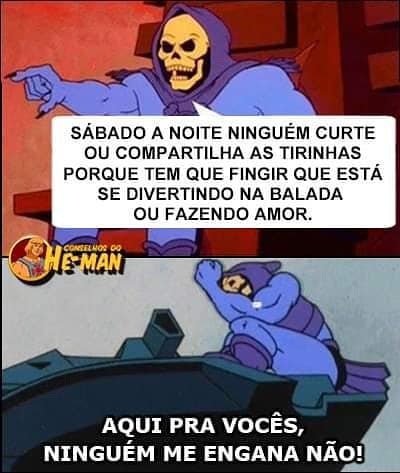 SÁBADO A NOITE NINGUÉM CURTE
OU COMPARTILHA AS TIRINHAS
PORQUE TEM QUE FINGIR QUE ESTÁ
SE DIVERTINDO NA BALADA
OU FAZENDO AMOR.
CONSELHOS DO
HE-MAN
AQUI PRA VOCÊS,
NINGUÉM ME ENGANA NÃO!